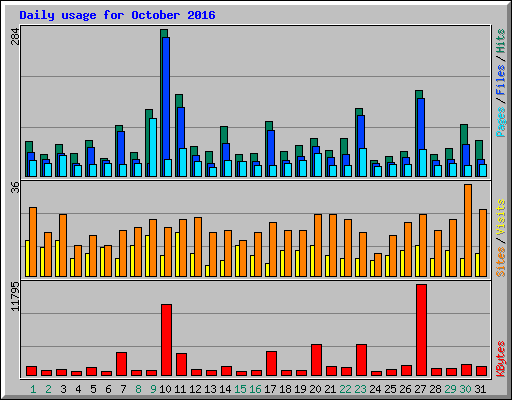 Daily usage for October 2016
284
Pages / Files / Hits
36
Sites / Visits
11795
KBytes
1 2 3 4 5 6 7 8 9 10 11 12 13 14 15 16 17 18 19 20 21 22 23 24 25 26 27 28 29 30 31